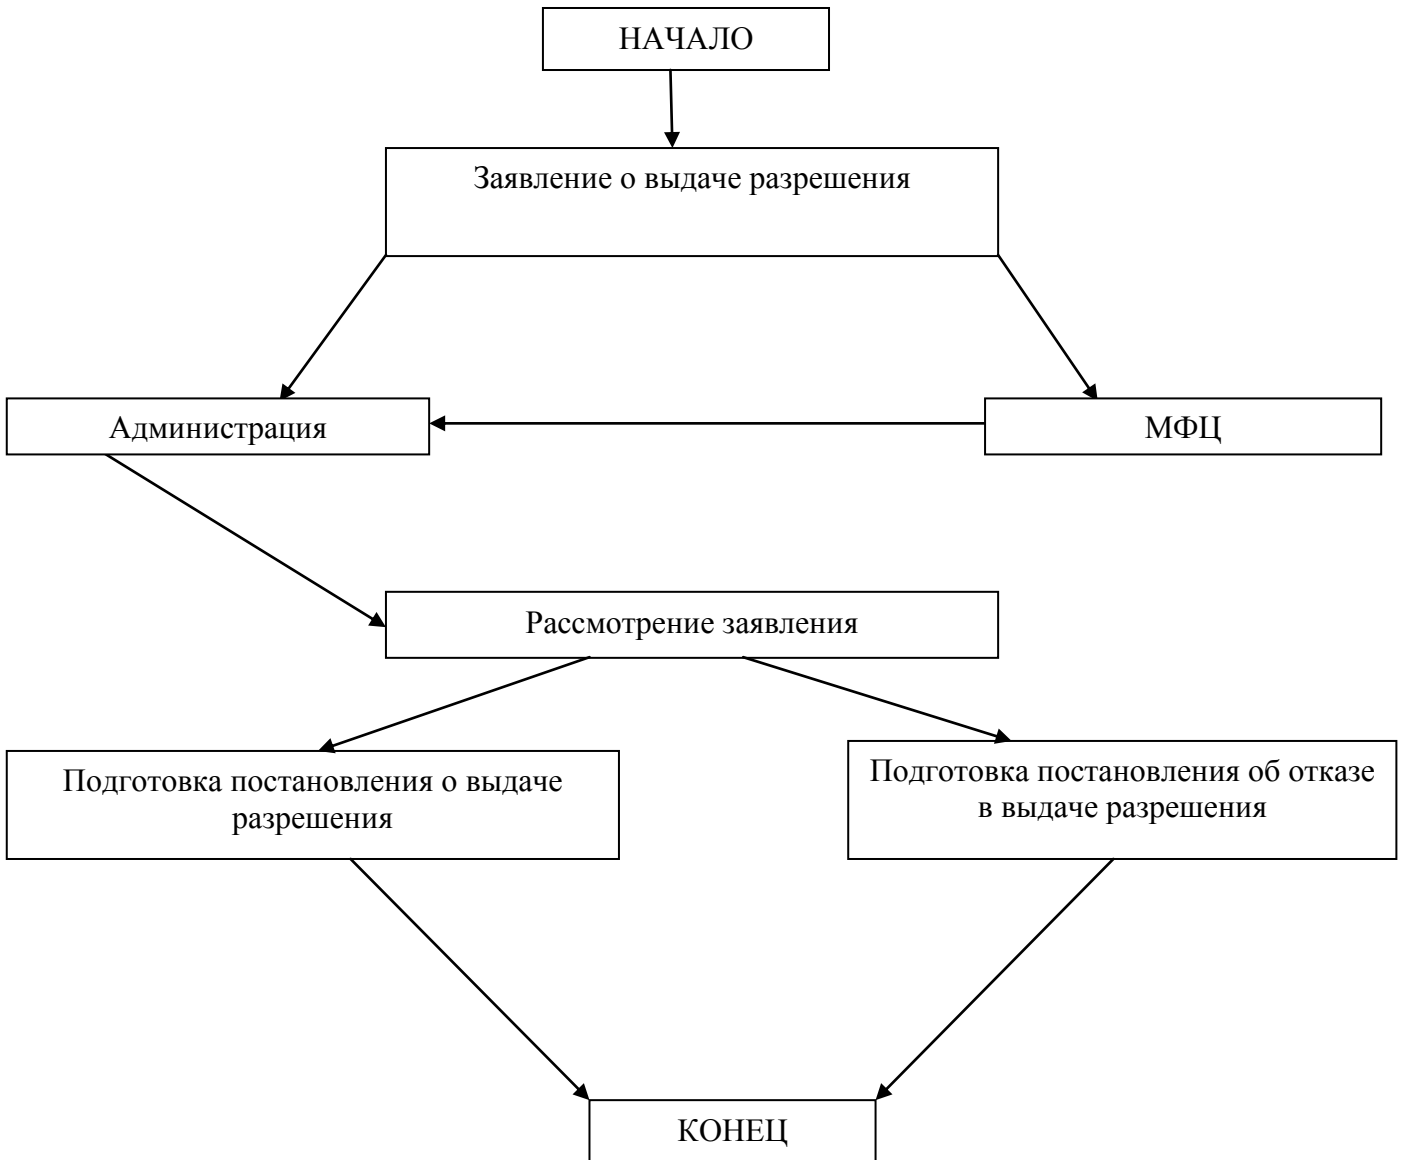 НАЧАЛО
Заявление о выдаче разрешения
Администрация
МФЦ
Рассмотрение заявления
Подготовка постановления о выдаче
разрешения
Подготовка постановления об отказе
в выдаче разрешения
КОНЕЦ